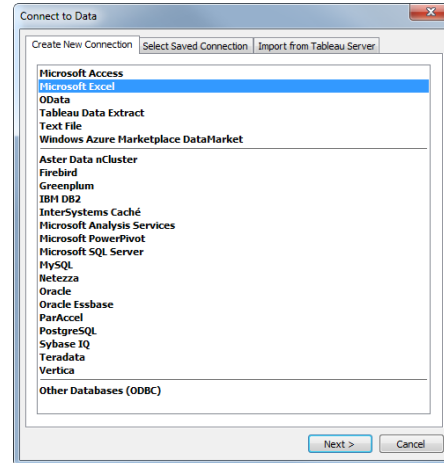 Connect to Data
Create New Connection
Select Saved Connection
Import from Tableau Server
Microsoft Access
Microsoft Excel
OData
Tableau Data Extract
Text File
Windows Azure Marketplace DataMarket
Aster Data nCluster
Firebird
Greenplum
IBM DB2
InterSystems Caché
Microsoft Analysis Services
Microsoft PowerPivot
Microsoft SQL Server
MySQL
Netezza
Oracle
Oracle Essbase
ParAccel
PostgreSQL
Sybase IQ
Teradata
Vertica
Other Databases (ODBC)
Next >
Cancel